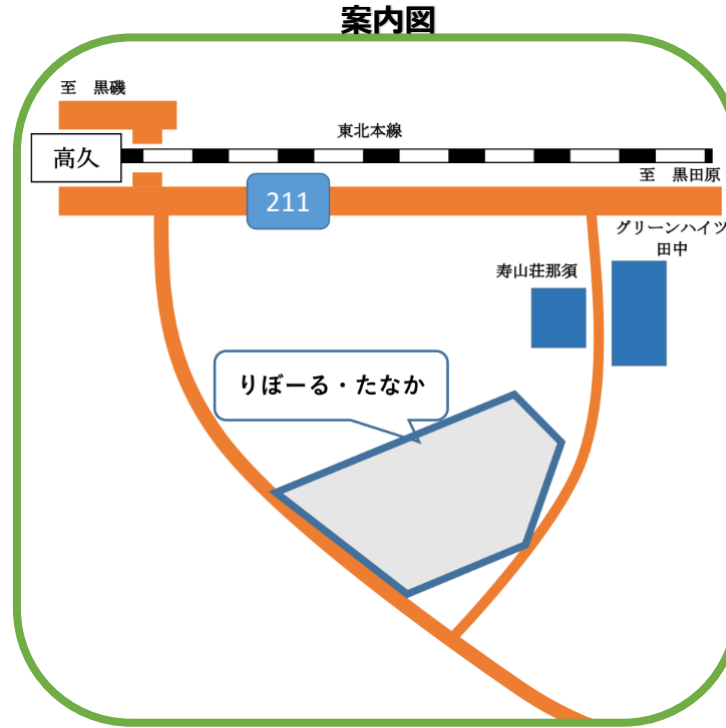 案内図
至　黒磯
東北本線
高久
至　黒田原
211
グリーンハイツ
田中
寿山荘那須
りぼーる・たなか